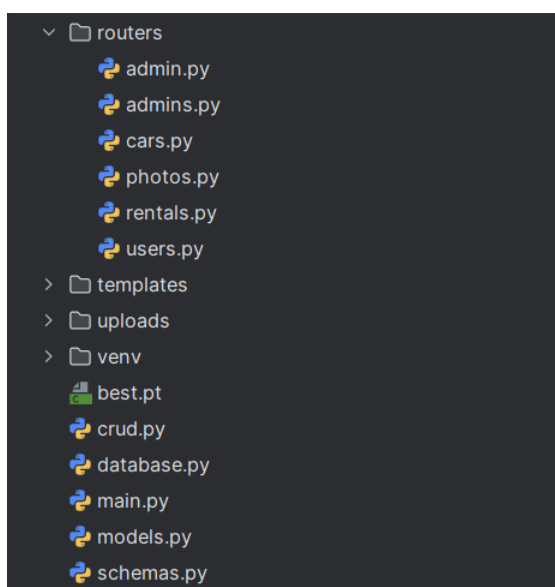 routers
admin.py
admins.py
cars.py
photos.py
rentals.py
users.py
templates
uploads
venv
best.pt
crud.py
database.py
main.py
models.py
schemas.py